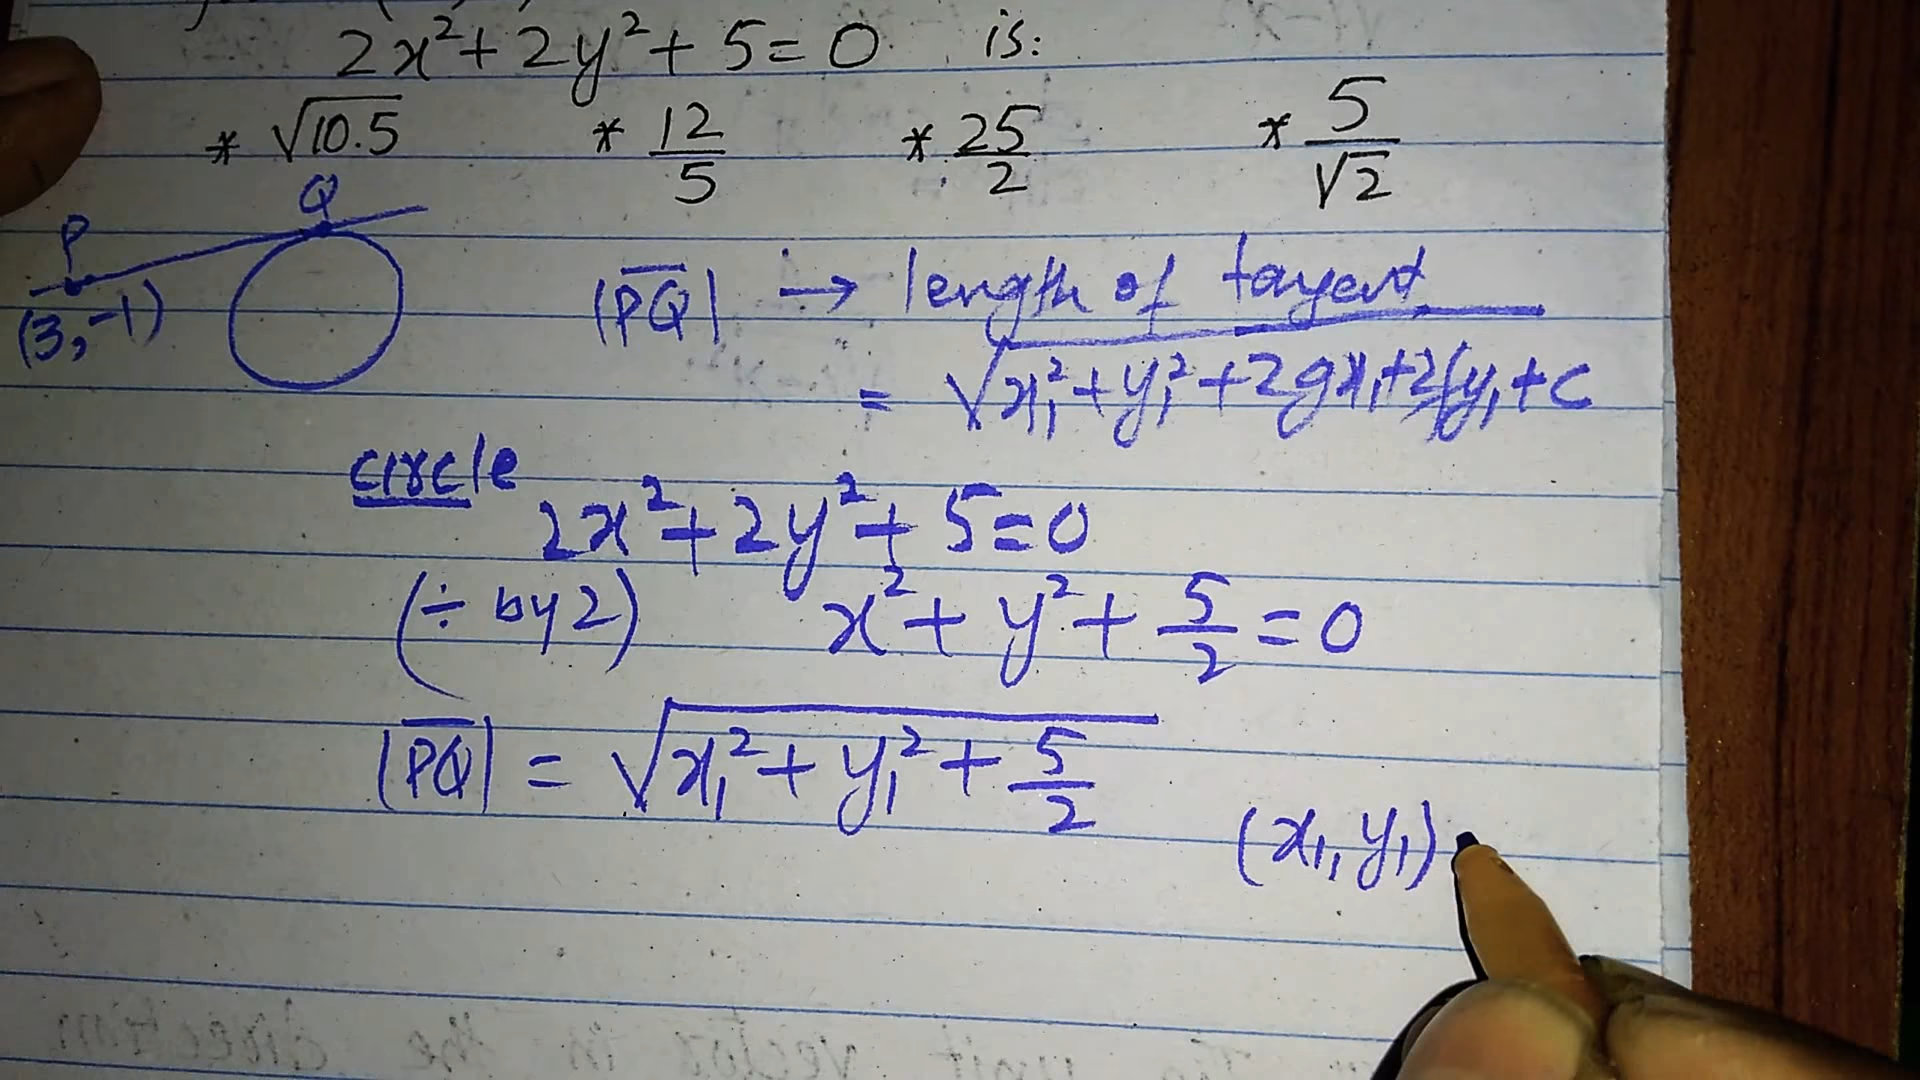 2x²+2y²+5=0 is:
* √10.5 * 12/5 * 25/2 * 5/√2
Q
P
(3,-1)
|PQ| → length of tangent
= √x₁²+y₁²+2gx₁+2fy₁+c
circle
2x²+2y²+5=0
(÷ by 2) x²+y²+5/2=0
|PQ| = √x₁²+y₁²+5/2
(x₁,y₁)